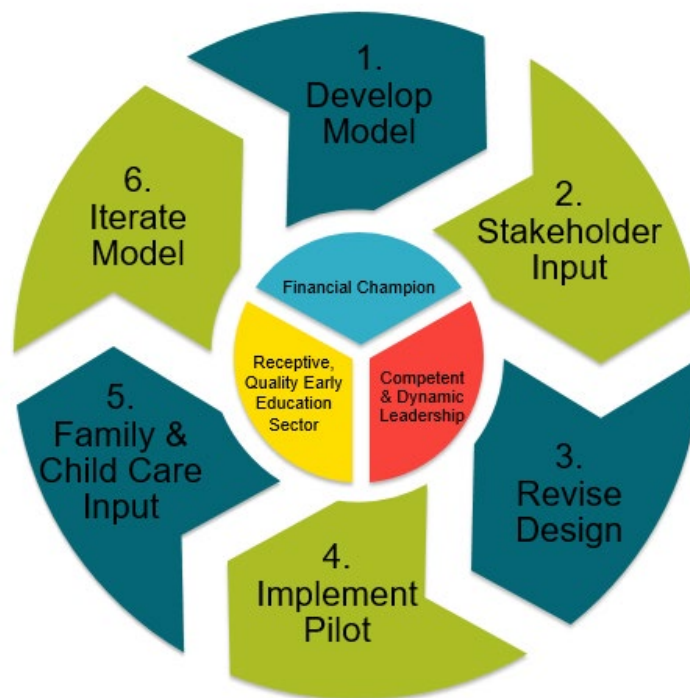 1.
Develop
Model
2.
Stakeholder
Input
3.
Revise
Design
4.
Implement
Pilot
5.
Family &
Child Care
Input
6.
Iterate
Model
Financial Champion
Receptive,
Quality Early
Education
Sector
Competent
& Dynamic
Leadership